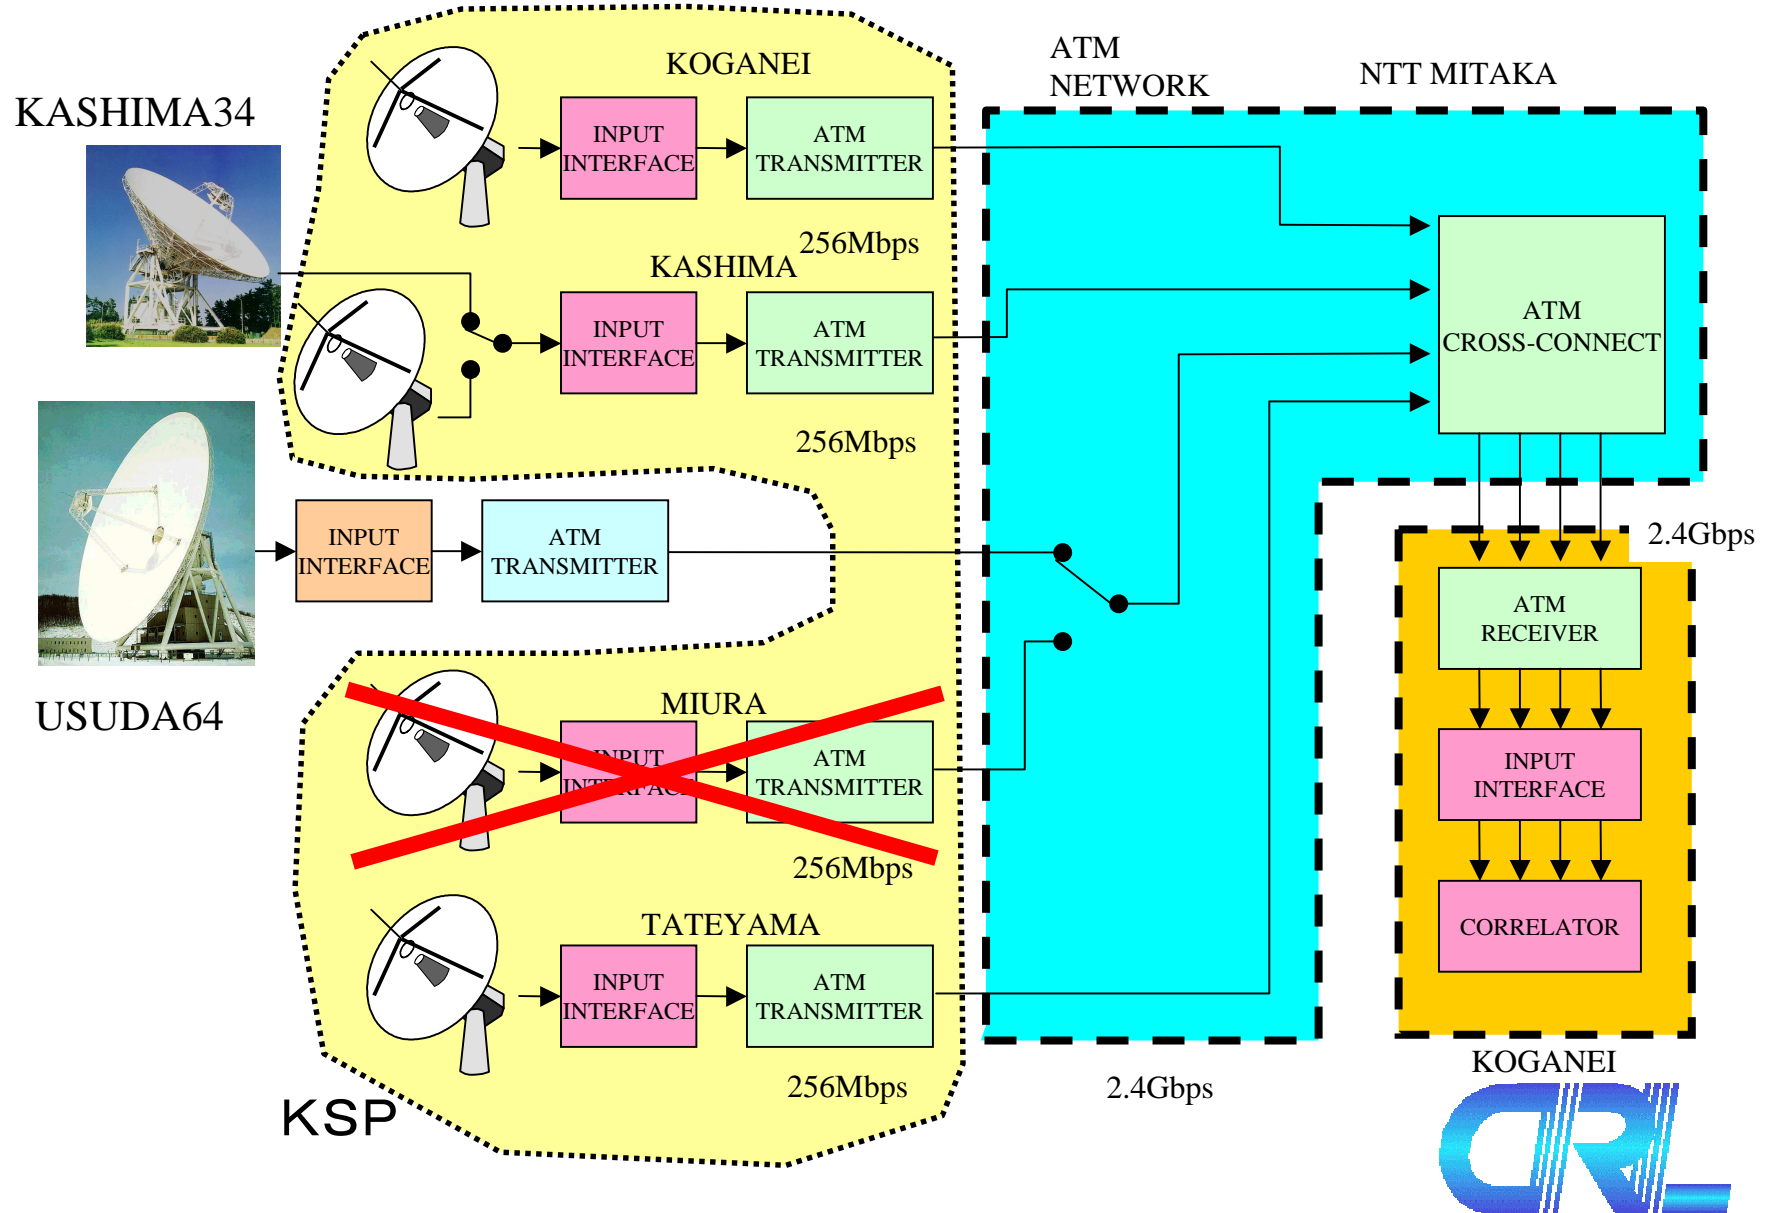 KOGANEI
ATM
NETWORK
NTT MITAKA
KASHIMA34
INPUT
INTERFACE
ATM
TRANSMITTER
256Mbps
KASHIMA
INPUT
INTERFACE
ATM
TRANSMITTER
256Mbps
ATM
CROSS-CONNECT
INPUT
INTERFACE
ATM
TRANSMITTER
2.4Gbps
USUDA64
MIURA
INPUT
INTERFACE
ATM
TRANSMITTER
256Mbps
ATM
RECEIVER
INPUT
INTERFACE
CORRELATOR
TATEYAMA
INPUT
INTERFACE
ATM
TRANSMITTER
256Mbps
KSP
2.4Gbps
KOGANEI
CRL